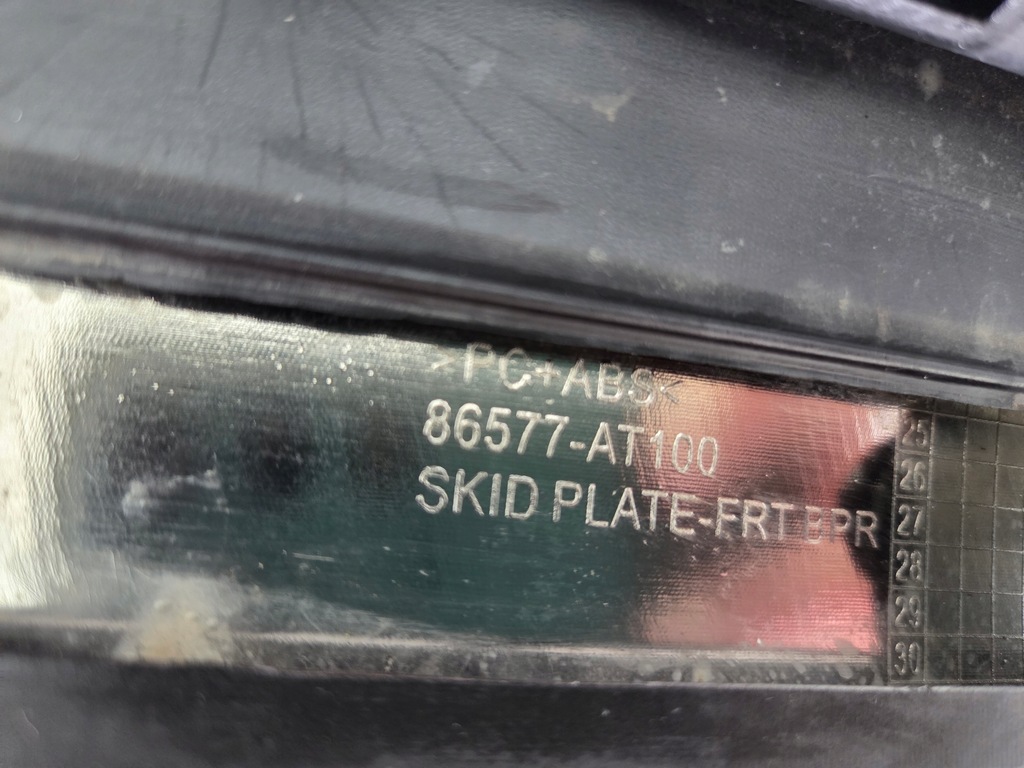 >PC+ABS<
86577-AT100
SKID PLATE-FRT BPR
25
26
27
28
29
30